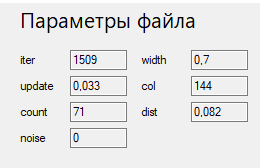 Параметры файла
iter 1509 width 0,7
update 0,033 col 144
count 71 dist 0,082
noise 0